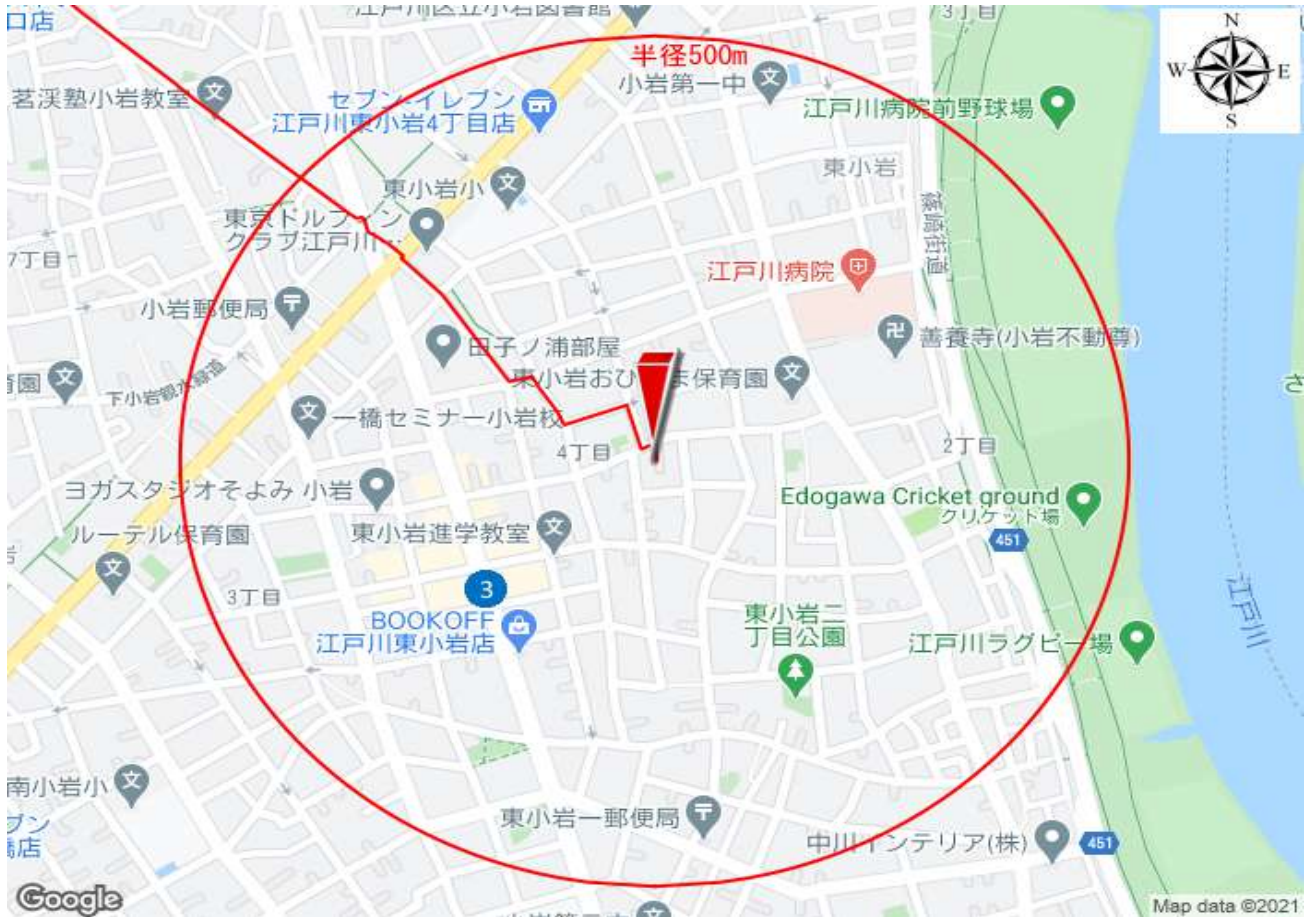 口店
江戸川区立小岩図書館
3丁目
N
W
E
S
半径500m
小岩第一中
茗渓塾小岩教室
セブン-イレブン
江戸川東小岩4丁目店
江戸川病院前野球場
東小岩
東小岩小
篠崎街道
東京ドルフィン
クラブ江戸川…
7丁目
江戸川病院
小岩郵便局
善養寺(小岩不動尊)
田子ノ浦部屋
育園
下小岩親水緑道
東小岩おひ
ま保育園
さ
一橋セミナー小岩校
4丁目
2丁目
ヨガスタジオそよみ 小岩
Edogawa Cricket ground
クリケット場
ルーテル保育園
東小岩進学教室
451
岩
3丁目
3
江戸川
BOOKOFF
江戸川東小岩店
東小岩二
丁目公園
江戸川ラグビー場
南小岩小
ブン
橋店
東小岩一郵便局
中川インテリア(株)
451
Google
Map data ©2021